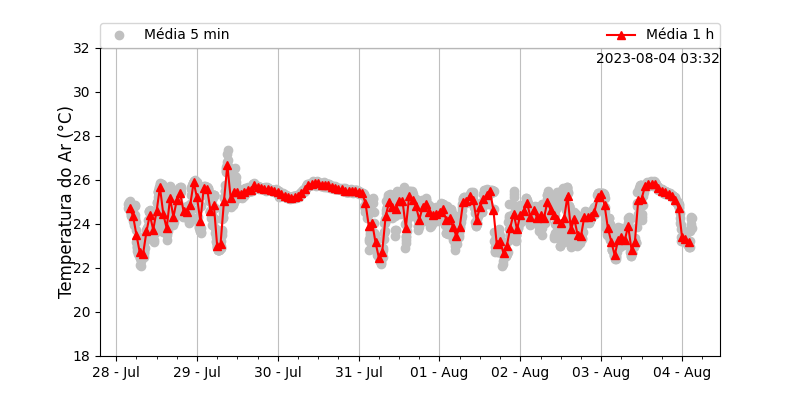 Média 5 min
Média 1 h
2023-08-04 03:32
Temperatura do Ar (°C)
32
30
28
26
24
22
20
18
28 - Jul
29 - Jul
30 - Jul
31 - Jul
01 - Aug
02 - Aug
03 - Aug
04 - Aug